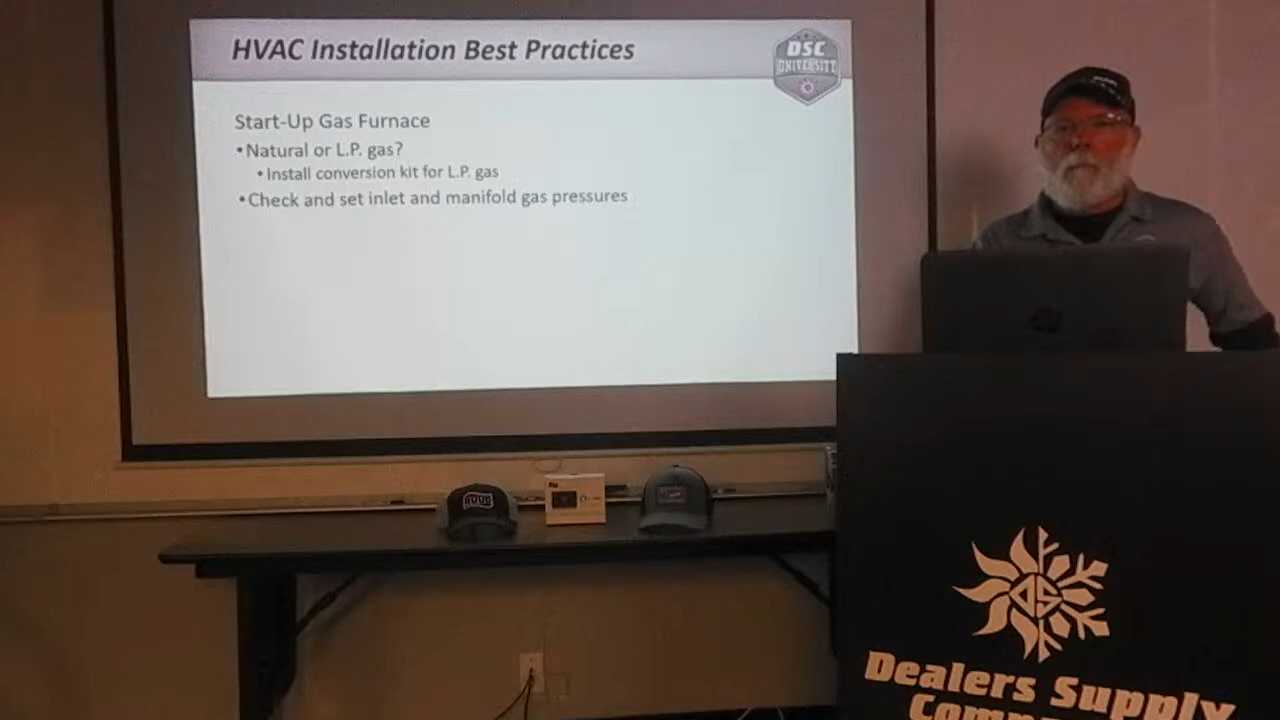 HVAC Installation Best Practices
DSC
UNIVERSITY
Start-Up Gas Furnace
•Natural or L.P. gas?
•Install conversion kit for L.P. gas
•Check and set inlet and manifold gas pressures
DS
Dealers Supply